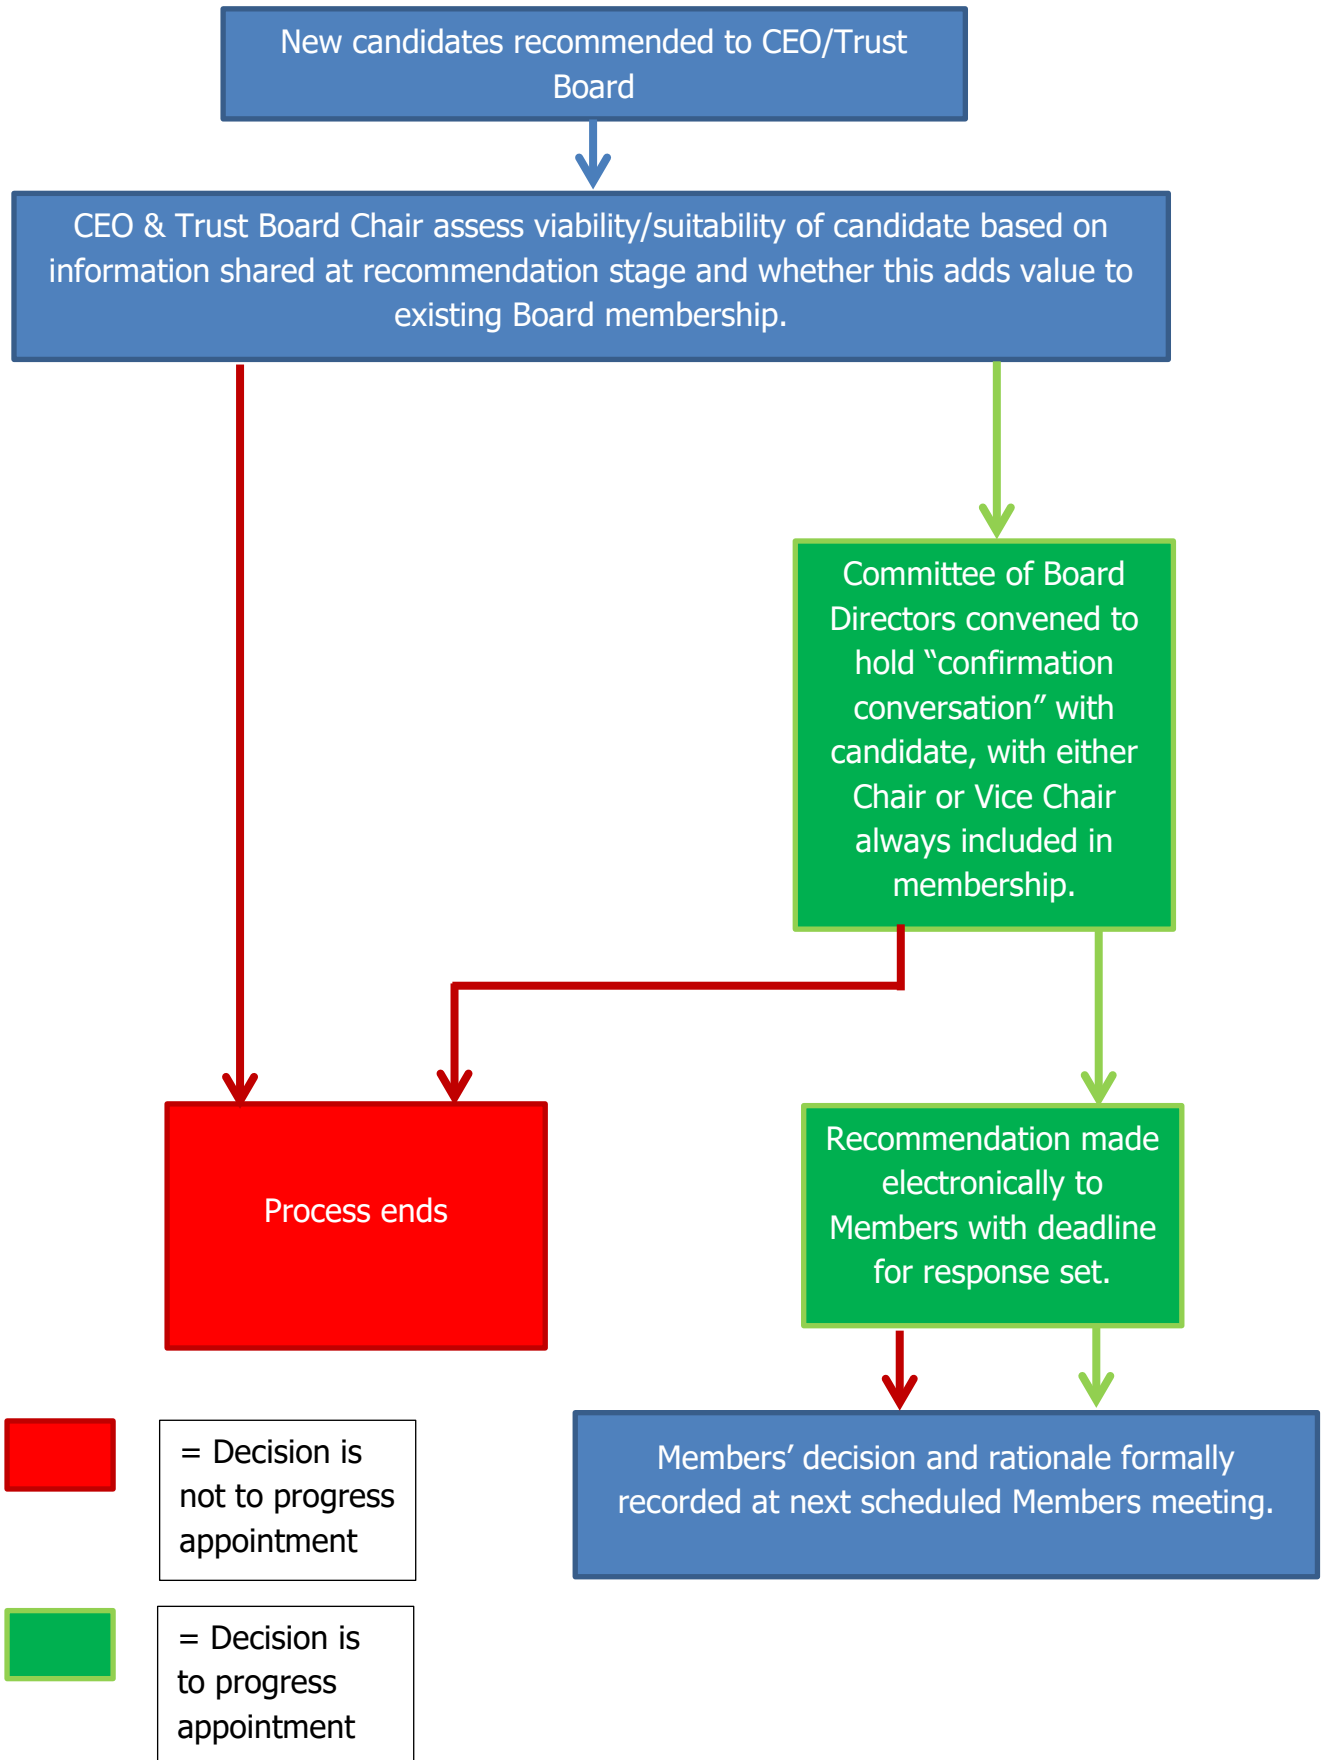 New candidates recommended to CEO/Trust
Board
CEO & Trust Board Chair assess viability/suitability of candidate based on
information shared at recommendation stage and whether this adds value to
existing Board membership.
Committee of Board
Directors convened to
hold “confirmation
conversation” with
candidate, with either
Chair or Vice Chair
always included in
membership.
Process ends
Recommendation made
electronically to
Members with deadline
for response set.
Members’ decision and rationale formally
recorded at next scheduled Members meeting.
= Decision is
not to progress
appointment
= Decision is
to progress
appointment